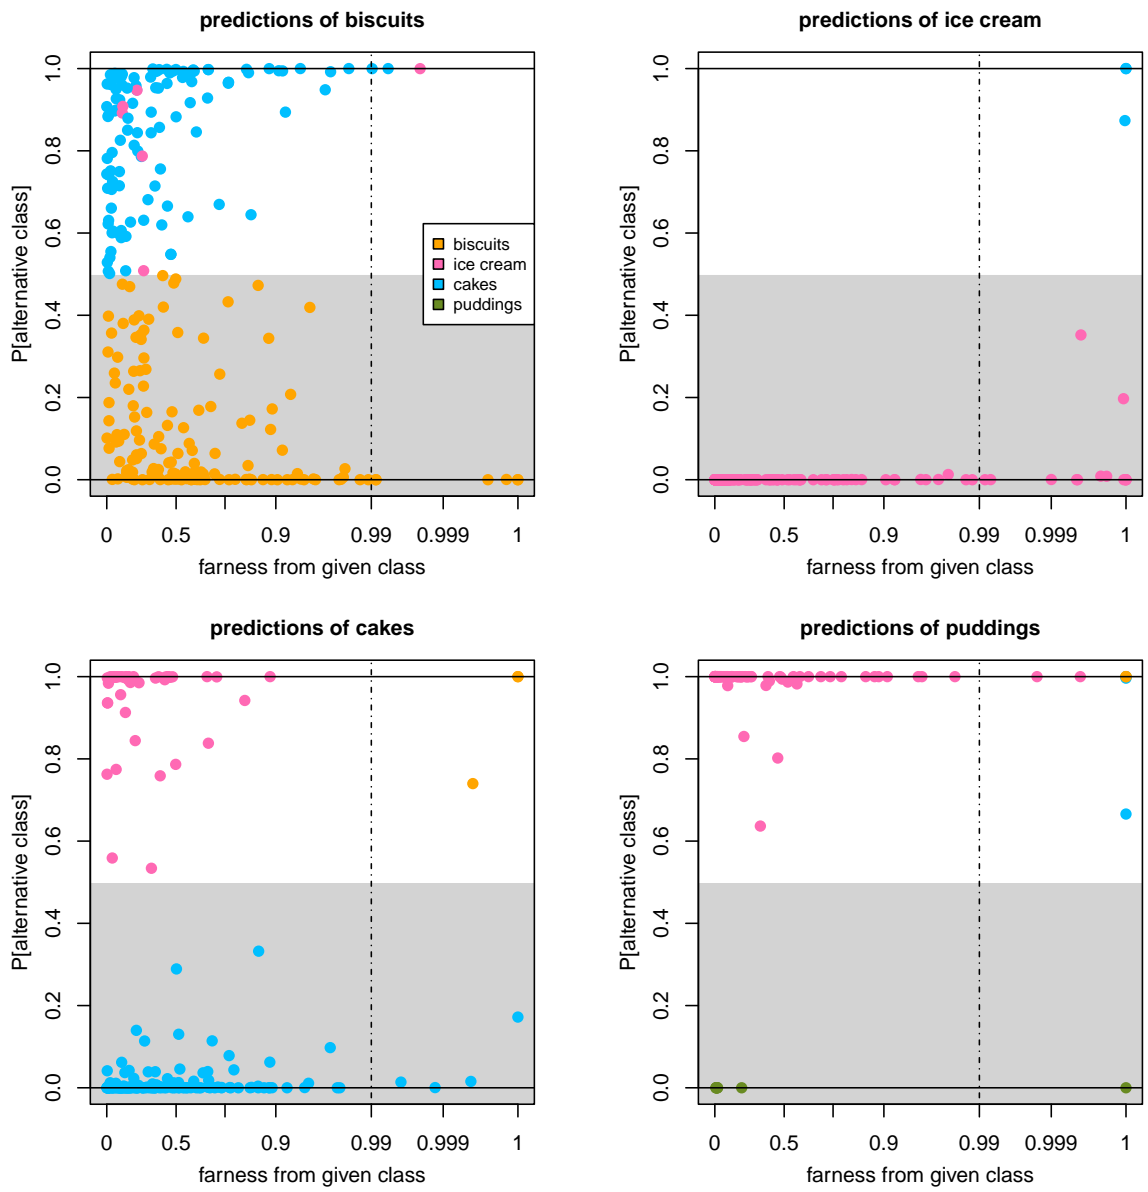 predictions of biscuits
P[alternative class]
1.0
0.8
0.6
0.4
0.2
0.0
biscuits
ice cream
cakes
puddings
0 0.5 0.9 0.99 0.999 1
farness from given class
predictions of ice cream
P[alternative class]
1.0
0.8
0.6
0.4
0.2
0.0
0 0.5 0.9 0.99 0.999 1
farness from given class
predictions of cakes
P[alternative class]
1.0
0.8
0.6
0.4
0.2
0.0
0 0.5 0.9 0.99 0.999 1
farness from given class
predictions of puddings
P[alternative class]
1.0
0.8
0.6
0.4
0.2
0.0
0 0.5 0.9 0.99 0.999 1
farness from given class